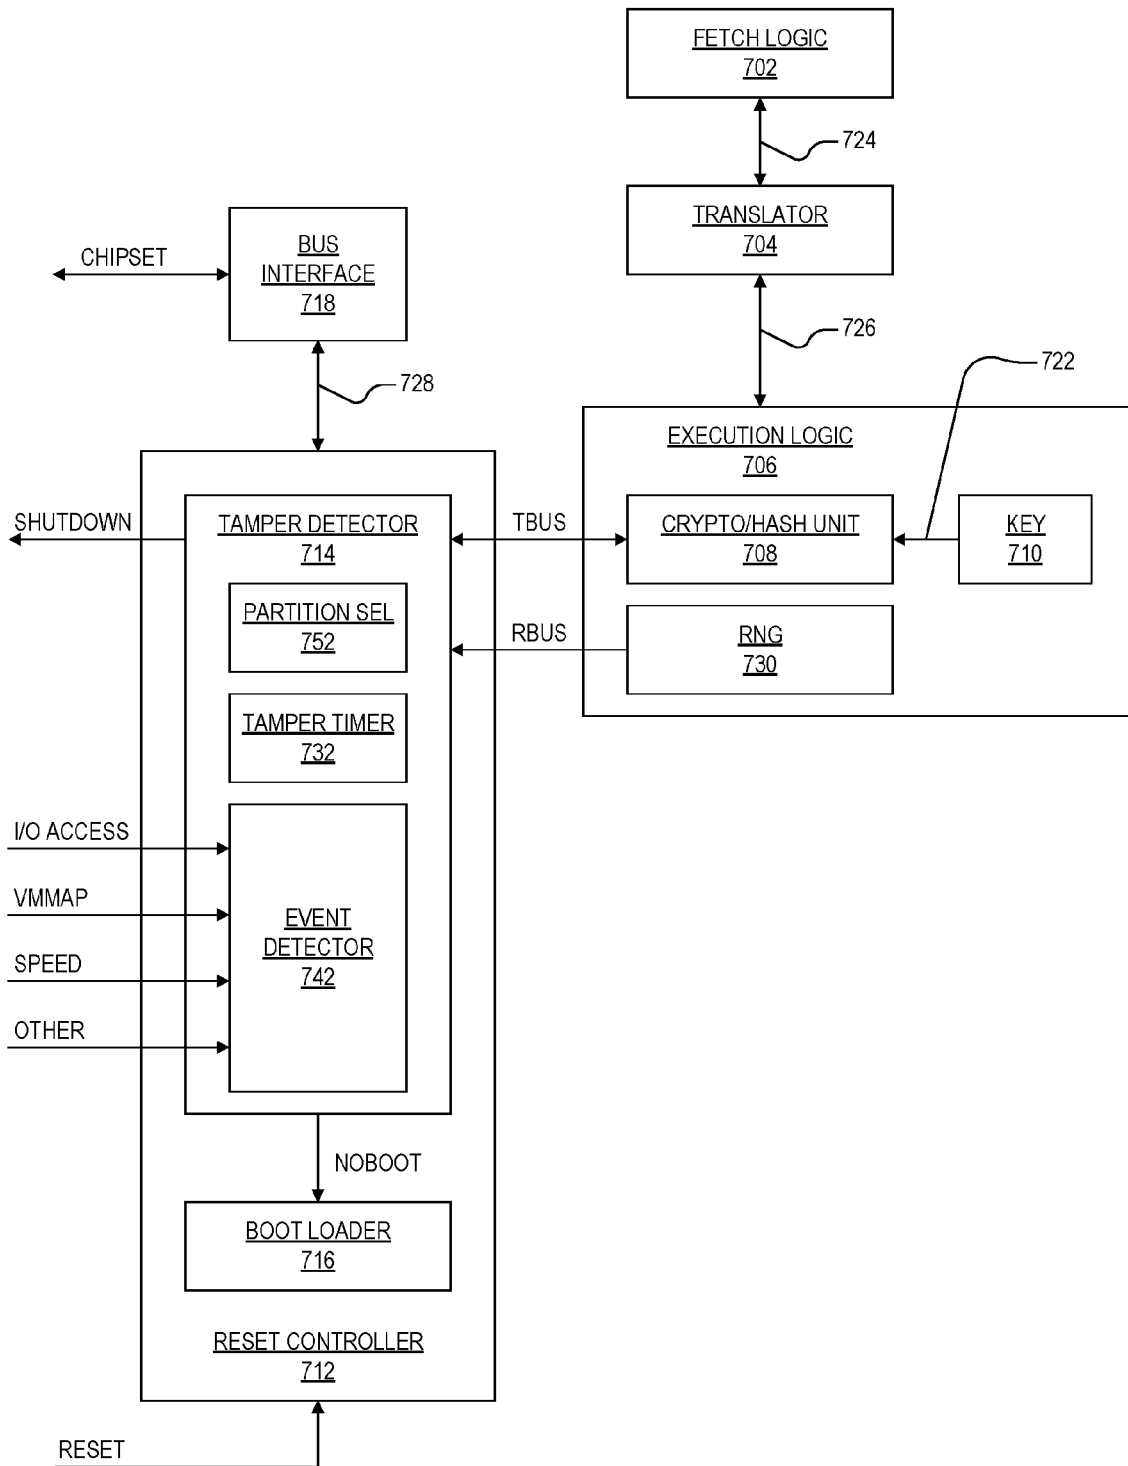 FETCH LOGIC
702
724
TRANSLATOR
704
BUS
INTERFACE
718
CHIPSET
726
722
728
EXECUTION LOGIC
706
SHUTDOWN
TAMPER DETECTOR
714
TBUS
CRYPTO/HASH UNIT
708
KEY
710
PARTITION SEL
752
RBUS
RNG
730
TAMPER TIMER
732
I/O ACCESS
VMMAP
SPEED
OTHER
EVENT
DETECTOR
742
NOBOOT
BOOT LOADER
716
RESET CONTROLLER
712
RESET